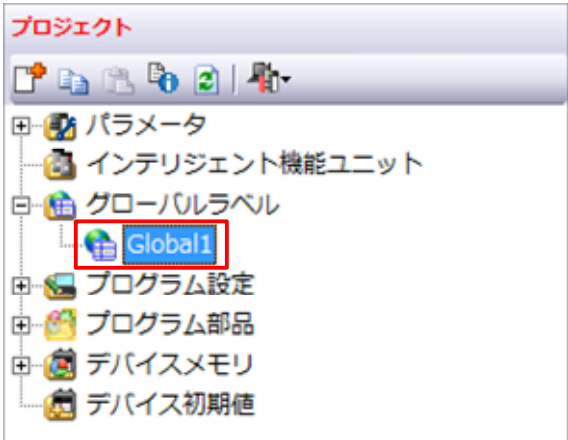 プロジェクト
パラメータ
インテリジェント機能ユニット
グローバルラベル
Global1
プログラム設定
プログラム部品
デバイスメモリ
デバイス初期値